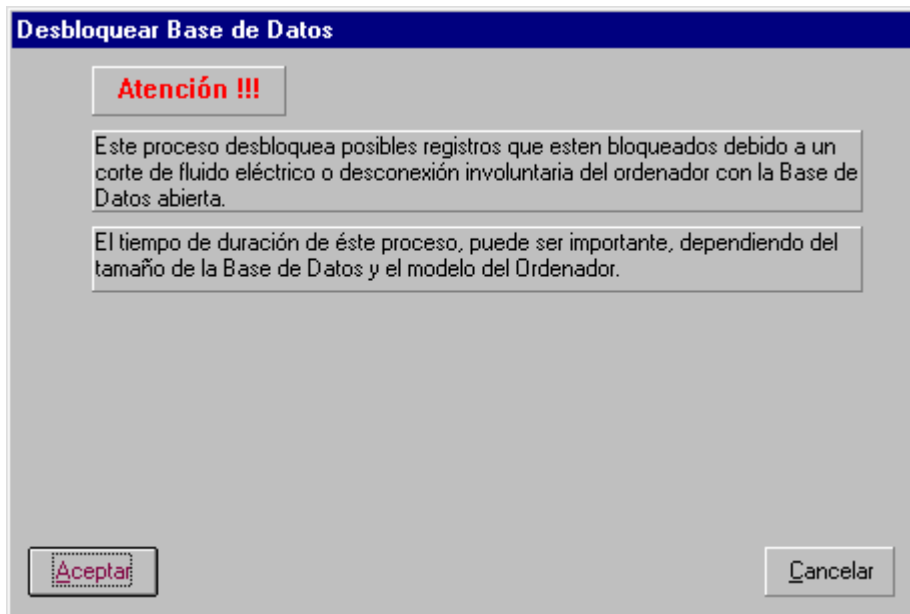 Desbloquear Base de Datos
Atención !!!
Este proceso desbloquea posibles registros que esten bloqueados debido a un
corte de fluido eléctrico o desconexión involuntaria del ordenador con la Base de
Datos abierta.
El tiempo de duración de éste proceso, puede ser importante, dependiendo del
tamaño de la Base de Datos y el modelo del Ordenador.
Aceptar
Cancelar